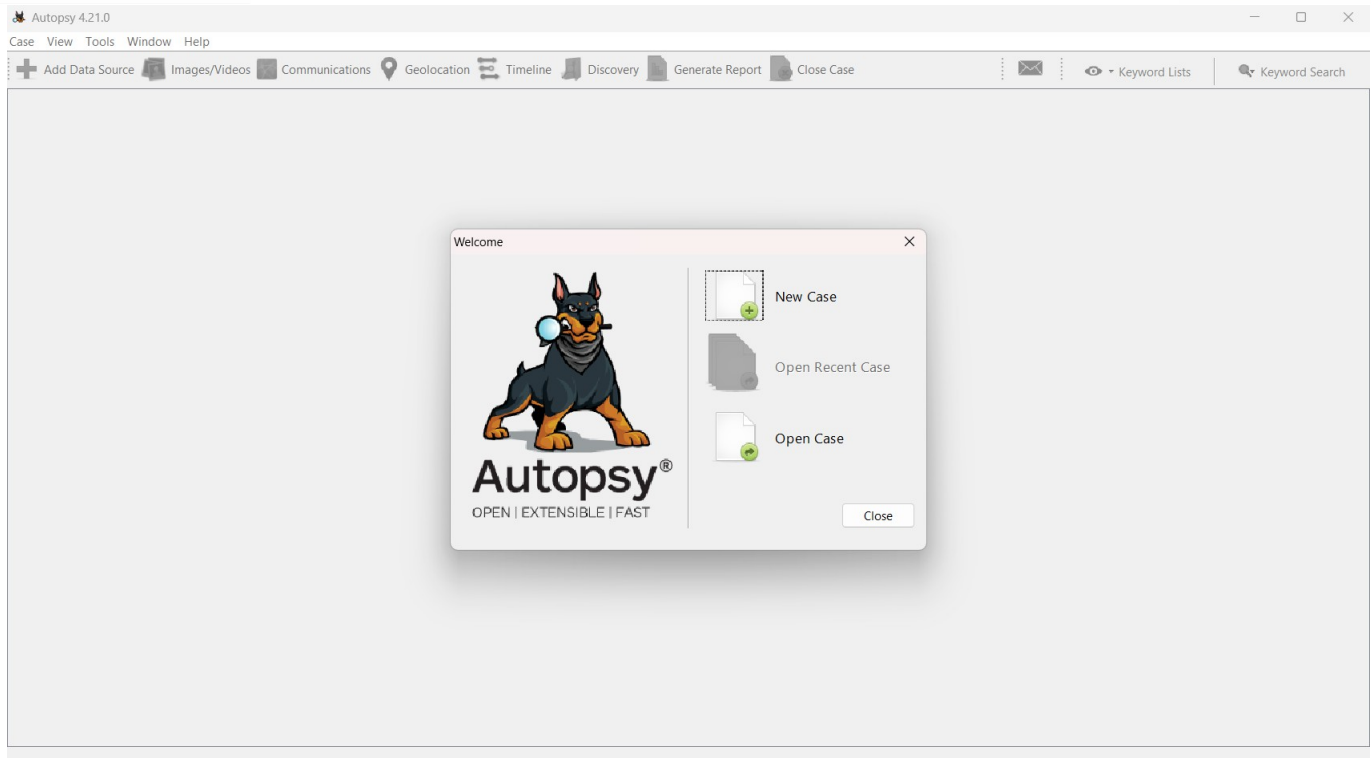 Autopsy 4.21.0
Case View Tools Window Help
Add Data Source Images/Videos Communications Geolocation Timeline Discovery Generate Report Close Case Keyword Lists Keyword Search
Welcome
New Case
Open Recent Case
Open Case
Autopsy®
OPEN | EXTENSIBLE | FAST
Close